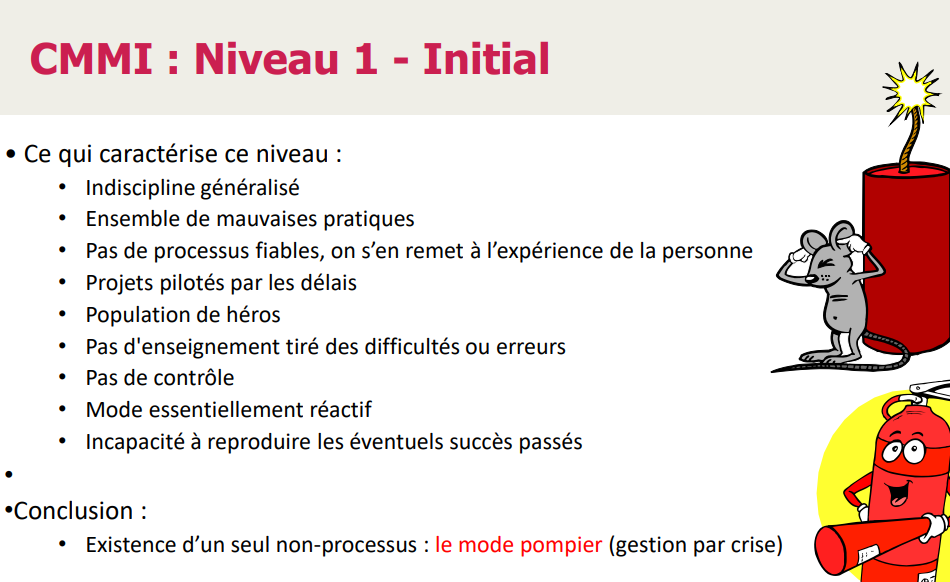 CMMI : Niveau 1 - Initial
• Ce qui caractérise ce niveau :
• Indiscipline généralisé
• Ensemble de mauvaises pratiques
• Pas de processus fiables, on s’en remet à l’expérience de la personne
• Projets pilotés par les délais
• Population de héros
• Pas d'enseignement tiré des difficultés ou erreurs
• Pas de contrôle
• Mode essentiellement réactif
• Incapacité à reproduire les éventuels succès passés
•
•Conclusion :
• Existence d’un seul non-processus : le mode pompier (gestion par crise)